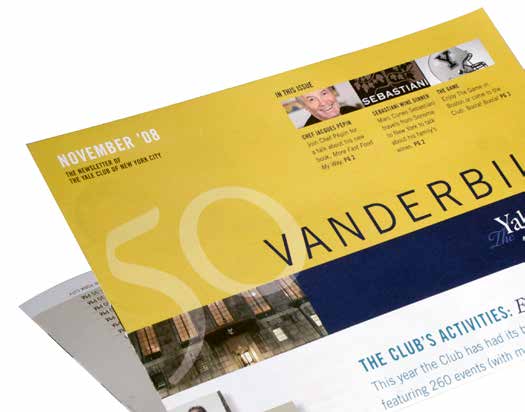 NOVEMBER '08
THE NEWSLETTER OF
THE YALE CLUB OF NEW YORK CITY
IN THIS ISSUE
CHEF JACQUES PEPIN
Join Chef Pépin for
a talk about his new
book, More Fast Food
My Way. PG 2
SEBASTIANI
SEBASTIANI WINE DINNER
Marc Cuneo Sebastiani
travels from Sonoma
to New York to talk
about his family's
wines. PG 2
Y
THE GAME
Enjoy The Game in
Boston or come to the
Club. Boola! Boola! PG 3
50
VANDERBIL
The Yal
THE CLUB'S ACTIVITIES: E
This year the Club has had its b
featuring 260 events (with m